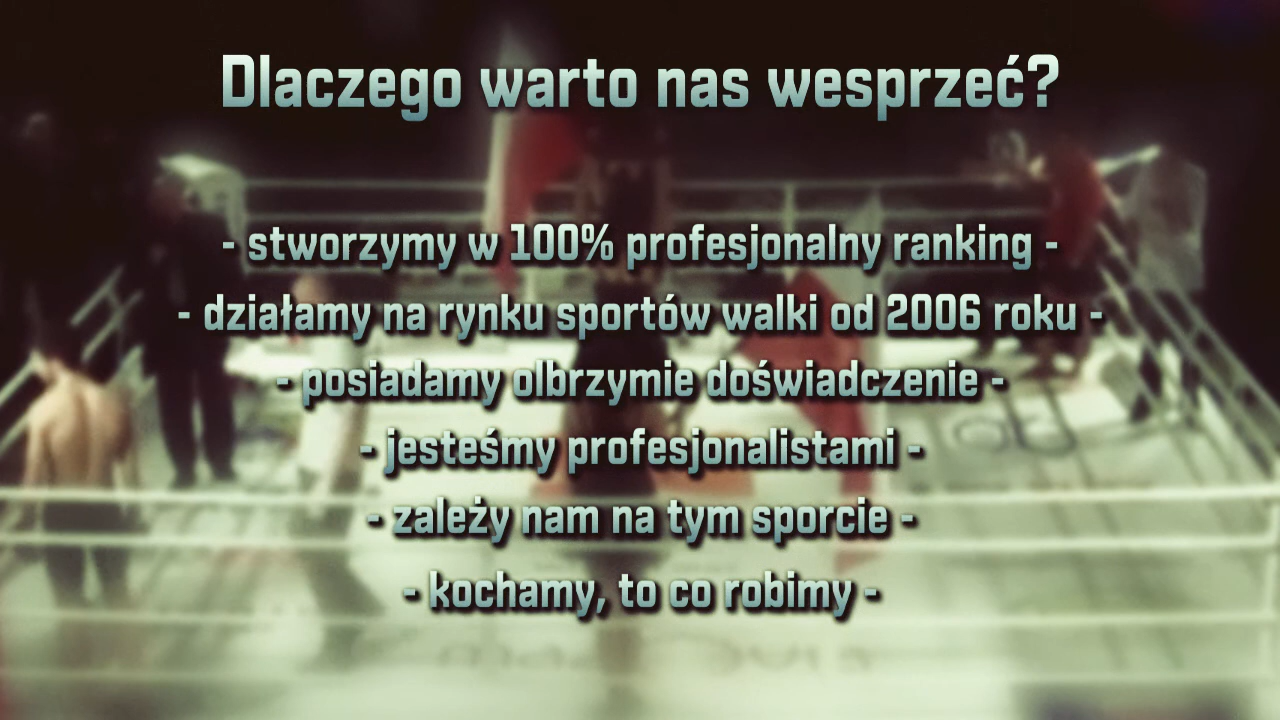 Dlaczego warto nas wesprzeć?
- stworzymy w 100% profesjonalny ranking -
- działamy na rynku sportów walki od 2006 roku -
- posiadamy olbrzymie doświadczenie -
- jesteśmy profesjonalistami -
- zależy nam na tym sporcie -
- kochamy, to co robimy -